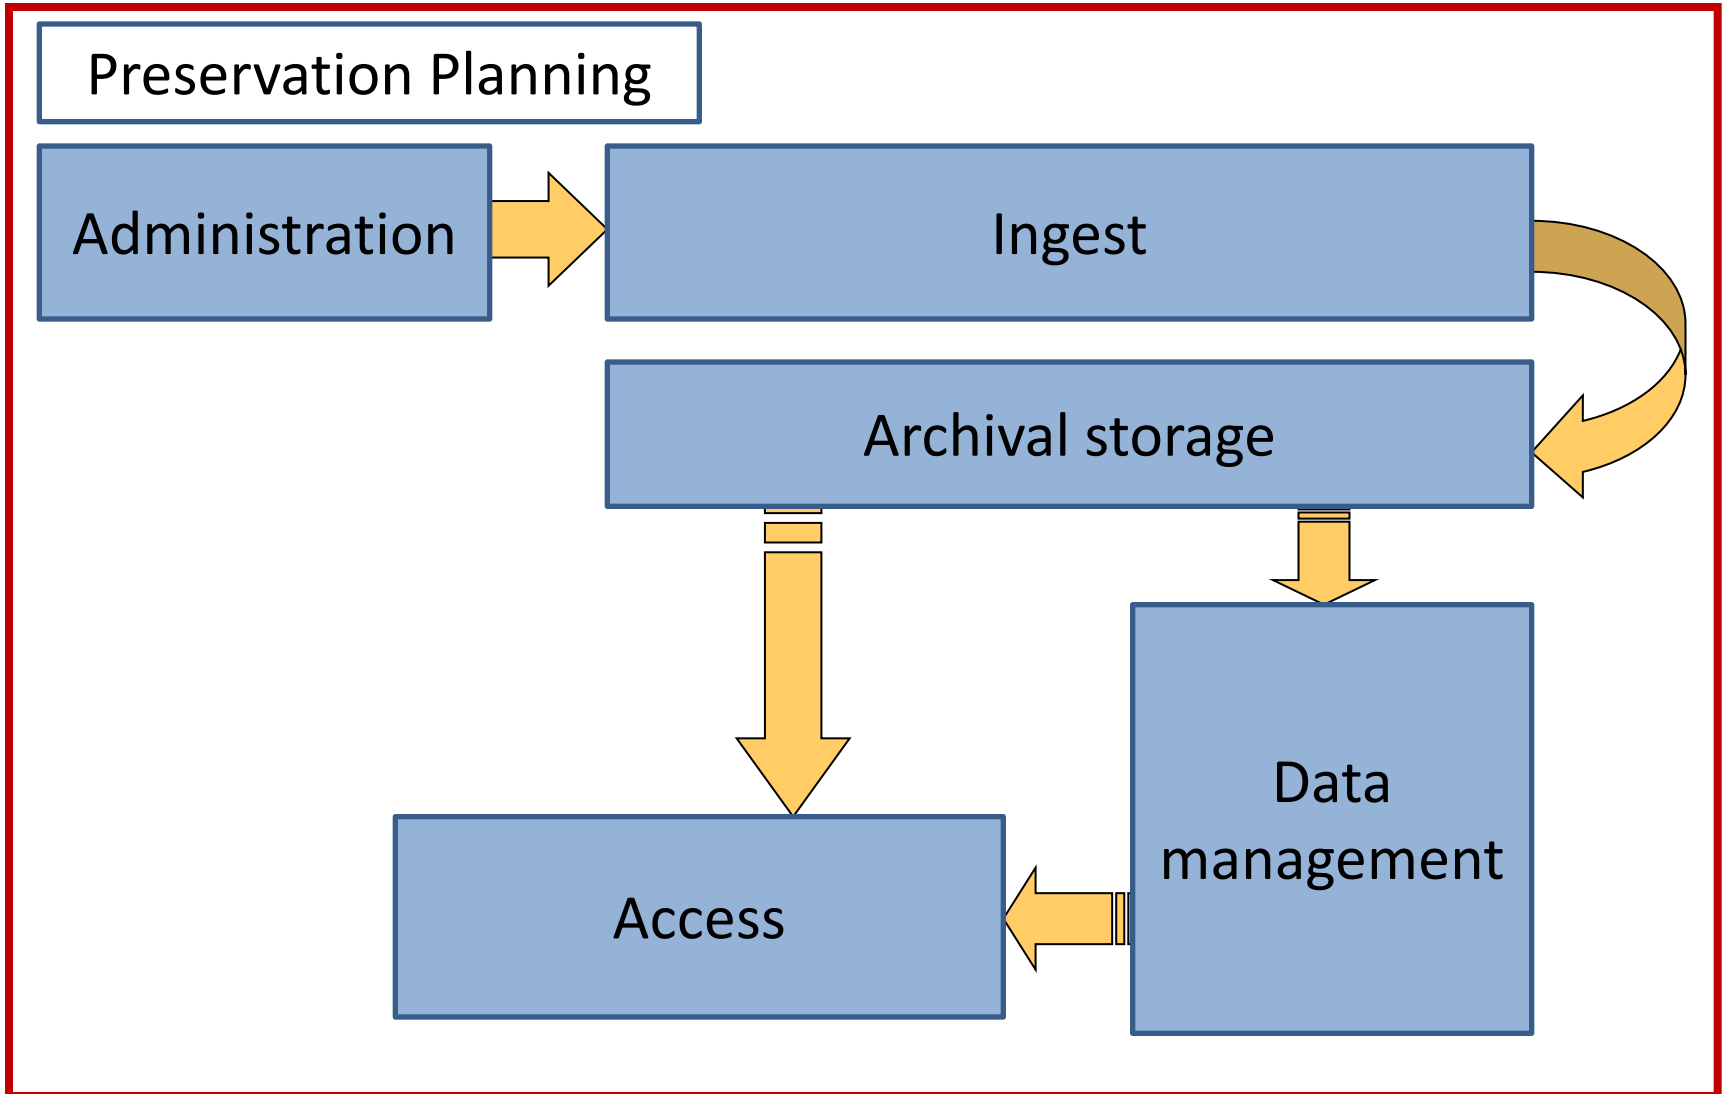 Preservation Planning
Administration
Ingest
Archival storage
Data
management
Access